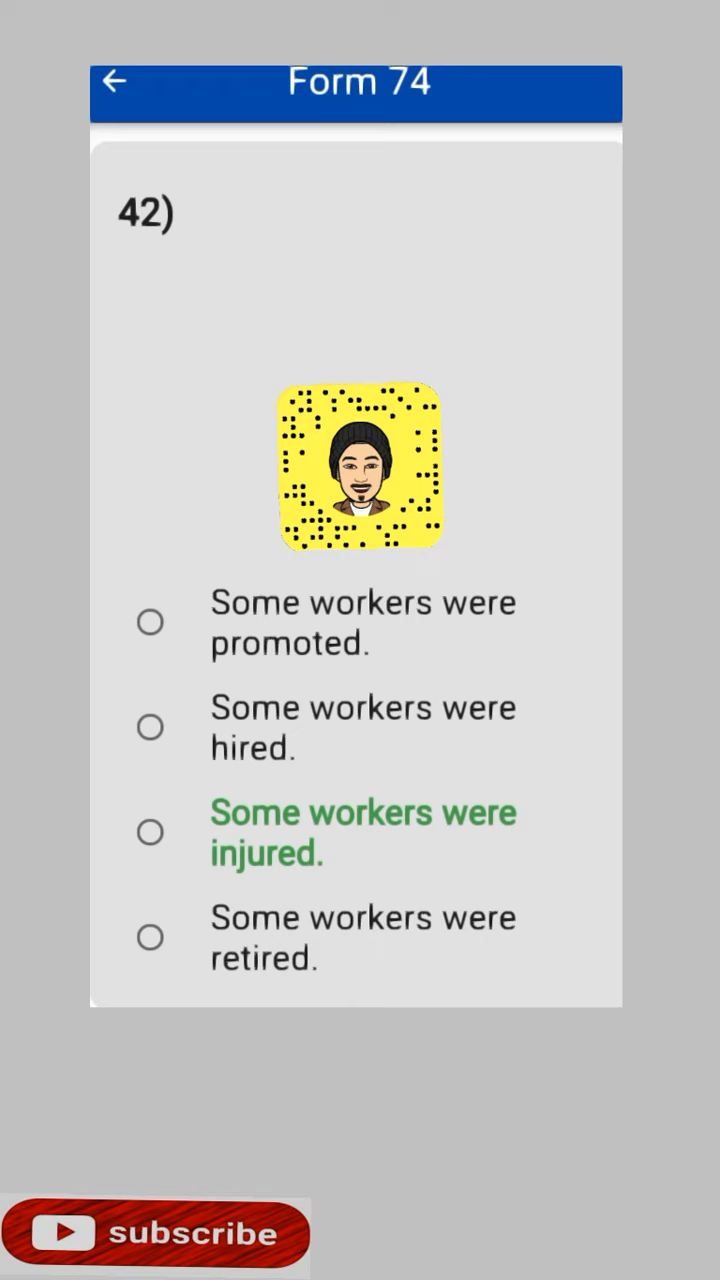 Form 74
42)
Some workers were
promoted.
Some workers were
hired.
Some workers were
injured.
Some workers were
retired.
subscribe